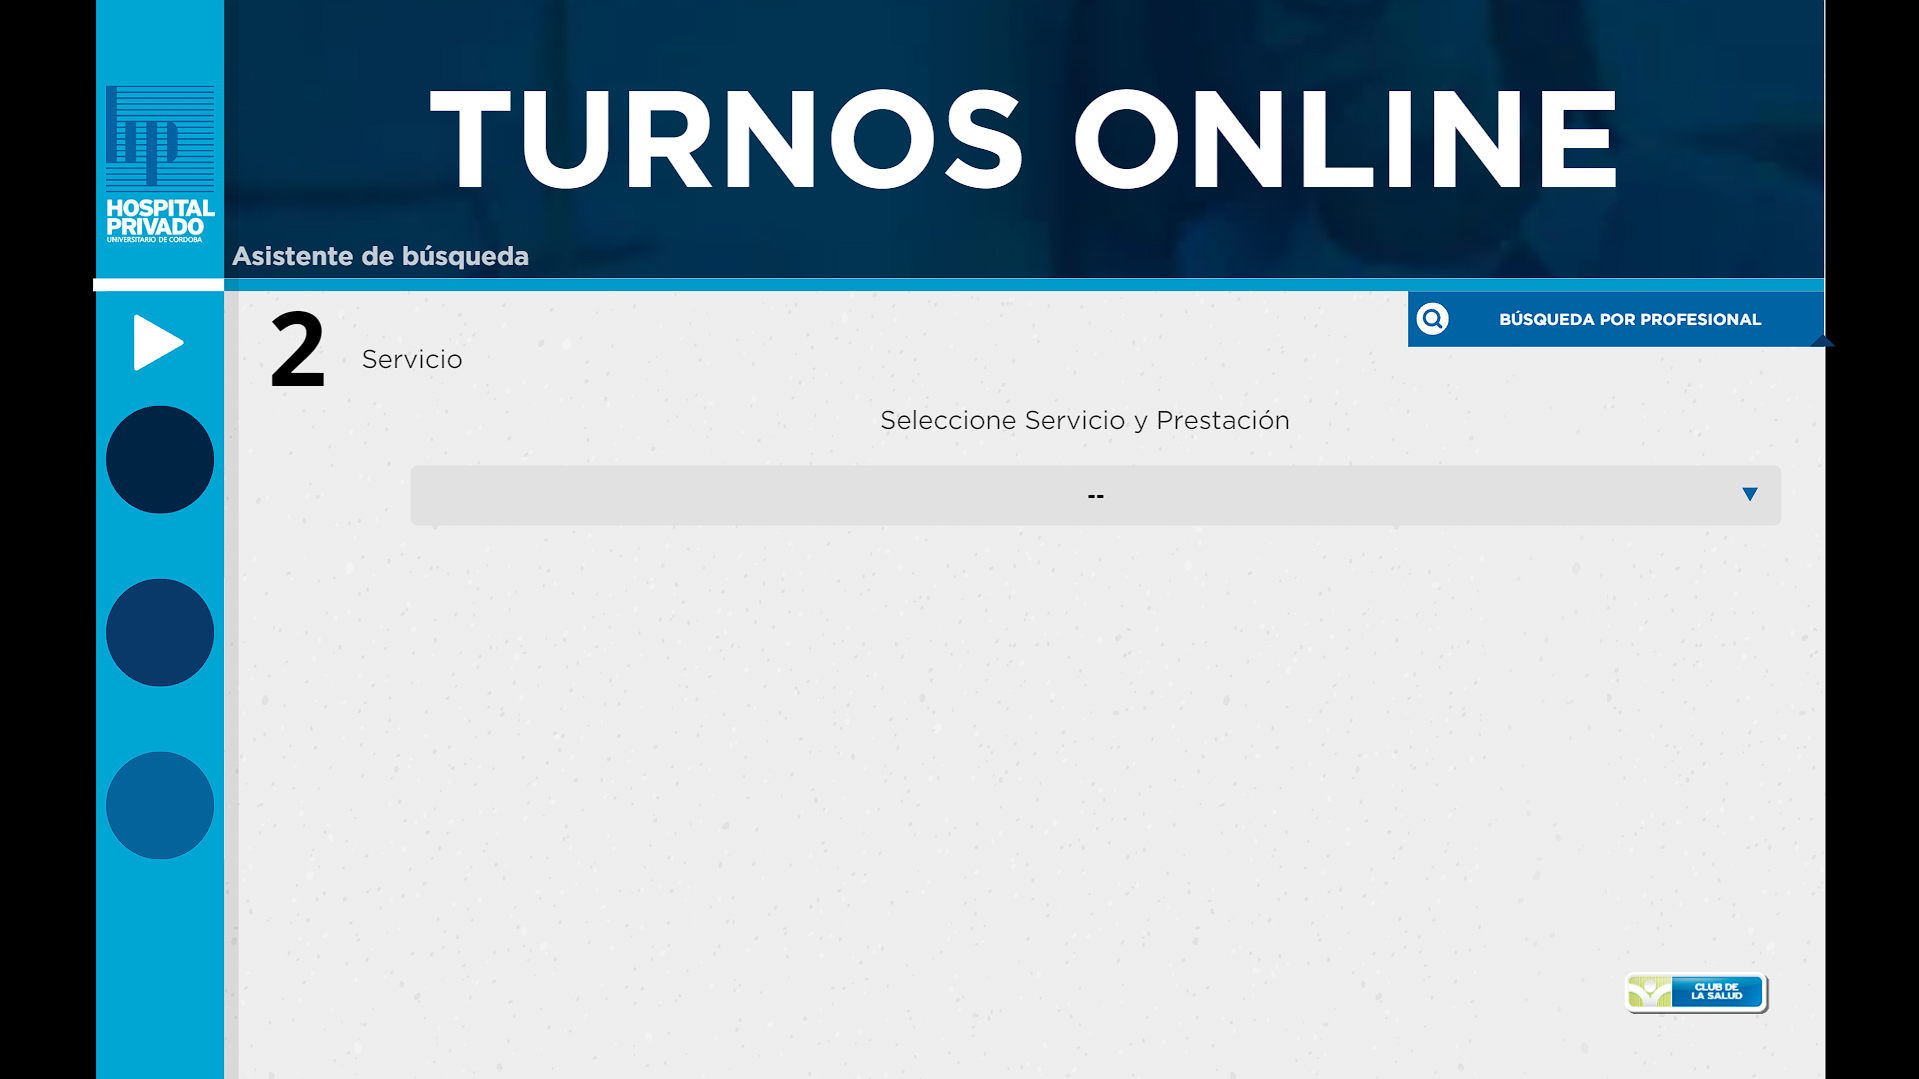 TURNOS ONLINE
hp
HOSPITAL
PRIVADO
UNIVERSITARIO DE CORDOBA
Asistente de búsqueda
BÚSQUEDA POR PROFESIONAL
2 Servicio
Seleccione Servicio y Prestación
--
CLUB DE
LA SALUD